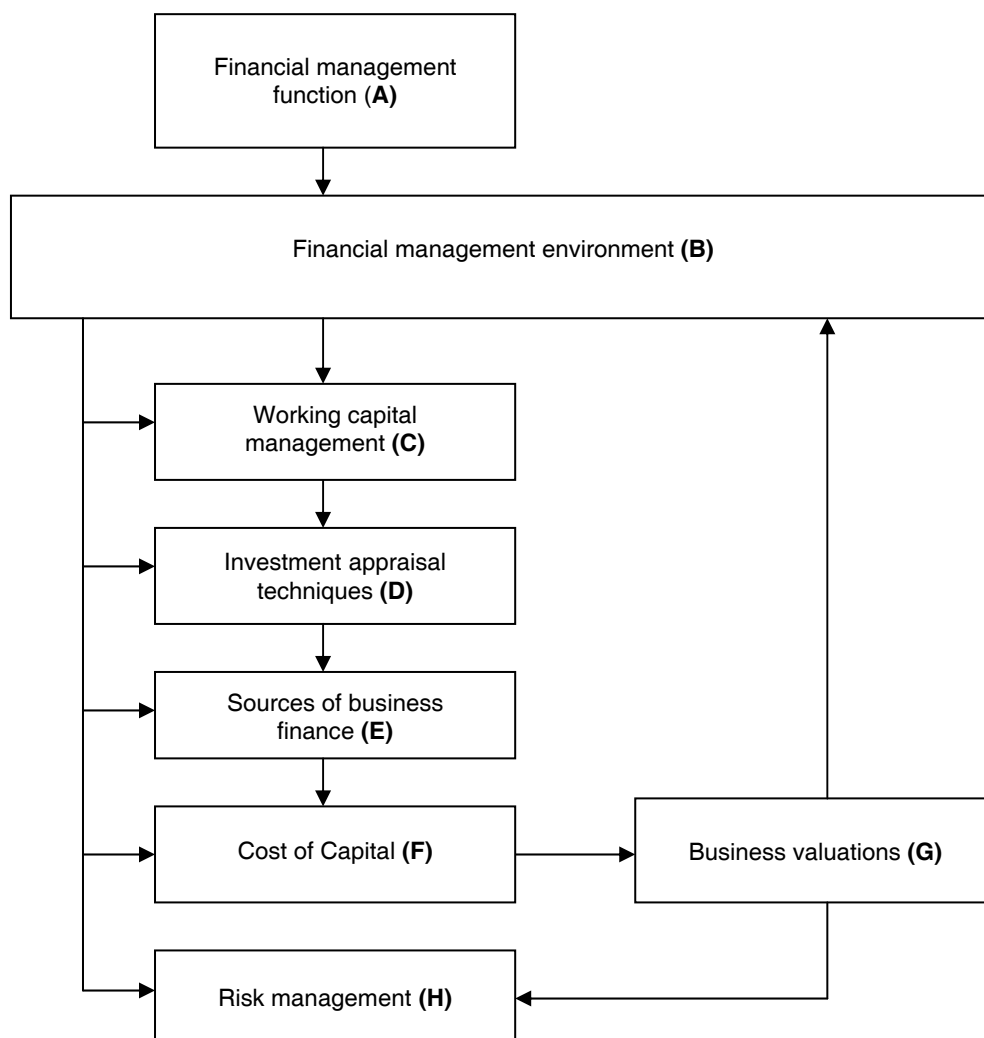 Financial management
function (A)
Financial management environment (B)
Working capital
management (C)
Investment appraisal
techniques (D)
Sources of business
finance (E)
Cost of Capital (F)
Business valuations (G)
Risk management (H)